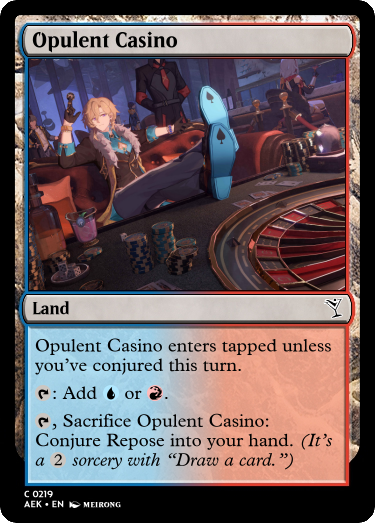 Opulent Casino
Land
Opulent Casino enters tapped unless
you've conjured this turn.
: Add or .
, Sacrifice Opulent Casino:
Conjure Repose into your hand. (It's
a 2 sorcery with “Draw a card.”)
C 0219
AEK • EN MEIRONG